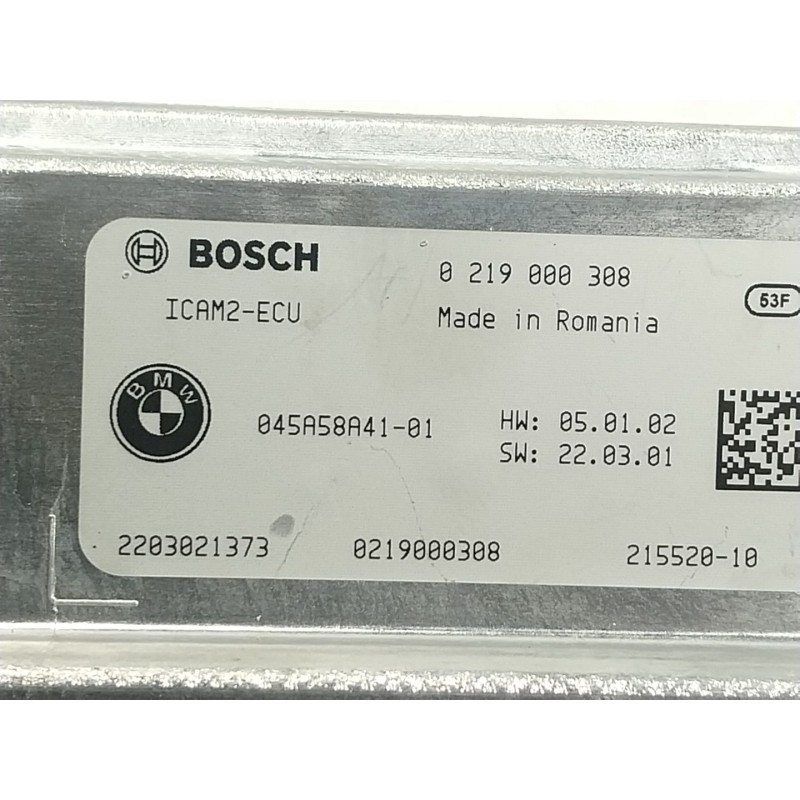 BOSCH 0 219 000 308
53F
ICAM2-ECU Made in Romania
BMW
045A58A41-01 HW: 05.01.02
SW: 22.03.01
2203021373 0219000308 215520-10